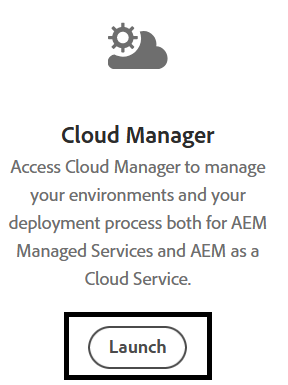 Cloud Manager
Access Cloud Manager to manage
your environments and your
deployment process both for AEM
Managed Services and AEM as a
Cloud Service.
Launch